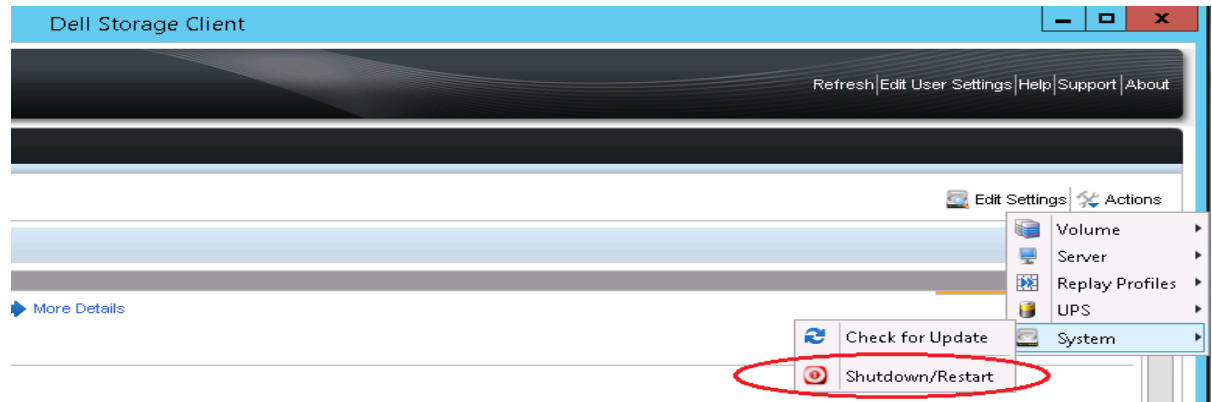 Dell Storage Client
Refresh|Edit User Settings|Help|Support|About
Edit Settings| Actions
Volume
Server
Replay Profiles
More Details
UPS
Check for Update
System
Shutdown/Restart